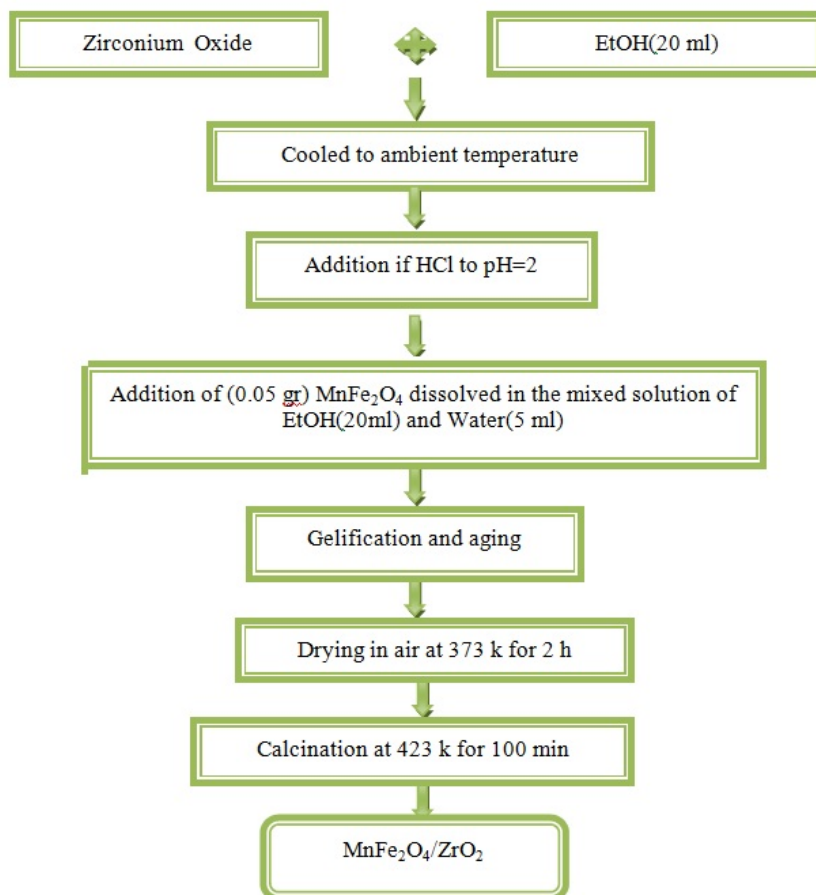 Zirconium Oxide
EtOH(20 ml)
Cooled to ambient temperature
Addition if HCl to pH=2
Addition of (0.05 gr) MnFe₂O₄ dissolved in the mixed solution of
EtOH(20ml) and Water(5 ml)
Gelification and aging
Drying in air at 373 k for 2 h
Calcination at 423 k for 100 min
MnFe₂O₄/ZrO₂